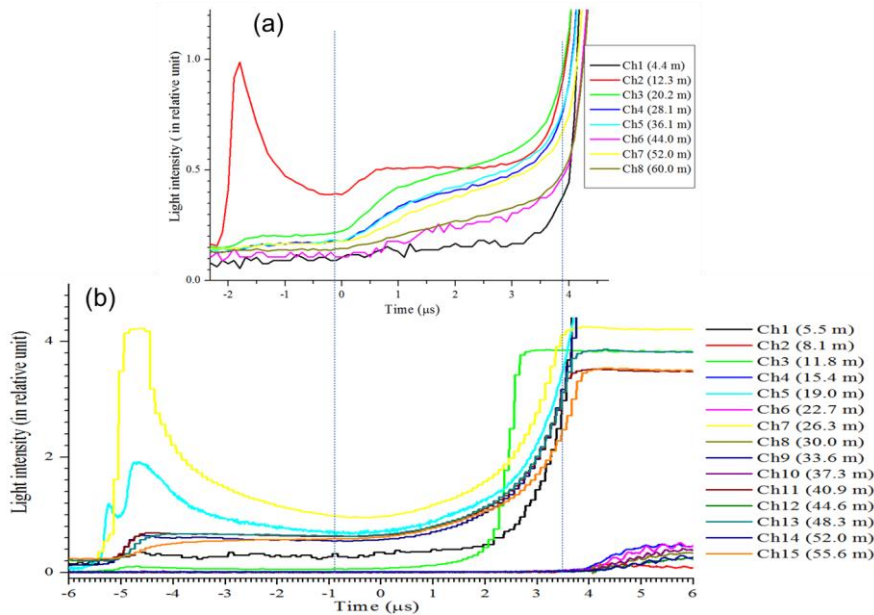 (a)
Light intensity ( in relative unit)
1.0
0.5
0.0
-2 -1 0 1 2 3 4
Time (μs)
Ch1 (4.4 m)
Ch2 (12.3 m)
Ch3 (20.2 m)
Ch4 (28.1 m)
Ch5 (36.1 m)
Ch6 (44.0 m)
Ch7 (52.0 m)
Ch8 (60.0 m)
(b)
Light intensity (in relative unit)
4
2
0
-6 -5 -4 -3 -2 -1 0 1 2 3 4 5 6
Time (μs)
Ch1 (5.5 m)
Ch2 (8.1 m)
Ch3 (11.8 m)
Ch4 (15.4 m)
Ch5 (19.0 m)
Ch6 (22.7 m)
Ch7 (26.3 m)
Ch8 (30.0 m)
Ch9 (33.6 m)
Ch10 (37.3 m)
Ch11 (40.9 m)
Ch12 (44.6 m)
Ch13 (48.3 m)
Ch14 (52.0 m)
Ch15 (55.6 m)